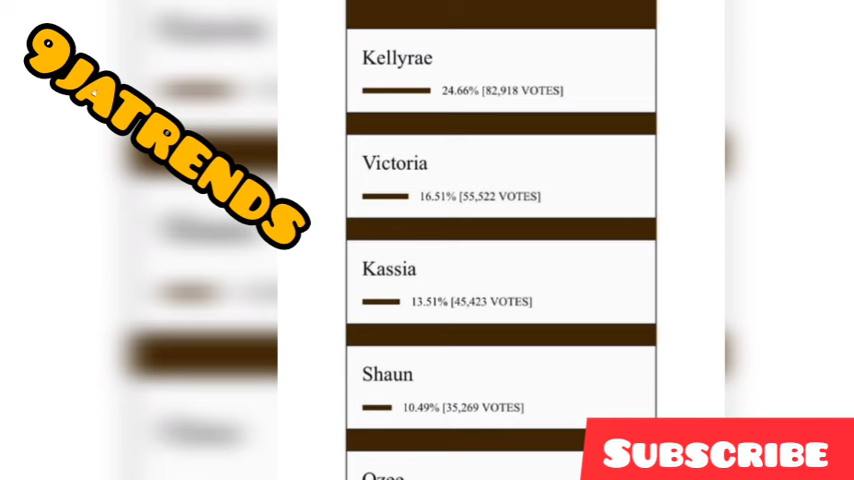 9JATRENDS
Kellyrae
24.66% [82,918 VOTES]
Victoria
16.51% [55,522 VOTES]
Kassia
13.51% [45,423 VOTES]
Shaun
10.49% [35,269 VOTES]
Ozee
SUBSCRIBE